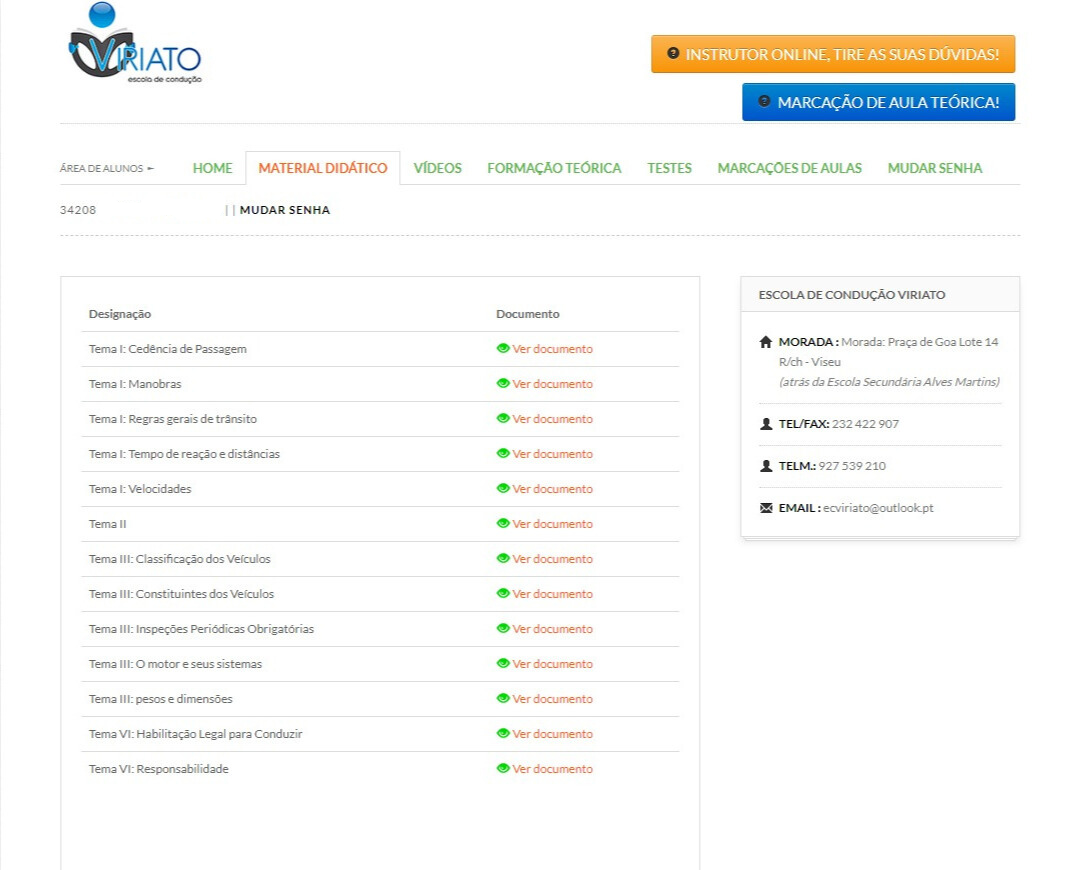 VIRIATO
escola de condução
INSTRUTOR ONLINE, TIRE AS SUAS DÚVIDAS!
MARCAÇÃO DE AULA TEÓRICA!
ÁREA DE ALUNOS HOME MATERIAL DIDÁTICO VÍDEOS FORMAÇÃO TEÓRICA TESTES MARCAÇÕES DE AULAS MUDAR SENHA
34208 | | MUDAR SENHA
Designação Documento
Tema I: Cedência de Passagem Ver documento
Tema I: Manobras Ver documento
Tema I: Regras gerais de trânsito Ver documento
Tema I: Tempo de reação e distâncias Ver documento
Tema I: Velocidades Ver documento
Tema II Ver documento
Tema III: Classificação dos Veículos Ver documento
Tema III: Constituintes dos Veículos Ver documento
Tema III: Inspeções Periódicas Obrigatórias Ver documento
Tema III: O motor e seus sistemas Ver documento
Tema III: pesos e dimensões Ver documento
Tema VI: Habilitação Legal para Conduzir Ver documento
Tema VI: Responsabilidade Ver documento
ESCOLA DE CONDUÇÃO VIRIATO
MORADA : Morada: Praça de Goa Lote 14
R/ch - Viseu
(atrás da Escola Secundária Alves Martins)
TEL/FAX: 232 422 907
TELM.: 927 539 210
EMAIL : ecviriato@outlook.pt